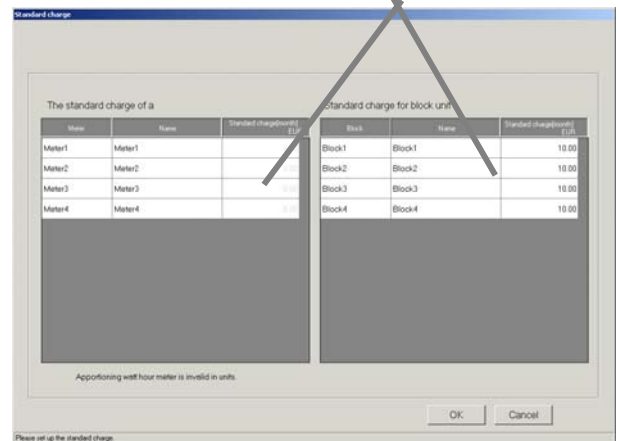 Standard charge
The standard charge of a
Standard charge for block unit
Meter Name Standard charge[month] EUR
Block Name Standard charge[month] EUR
Meter1 Meter1
Block1 Block1 10.00
Meter2 Meter2
Block2 Block2 10.00
Meter3 Meter3
Block3 Block3 10.00
Meter4 Meter4
Block4 Block4 10.00
Apportioning watt hour meter is invalid in units.
OK Cancel
Please set up the standard charge.